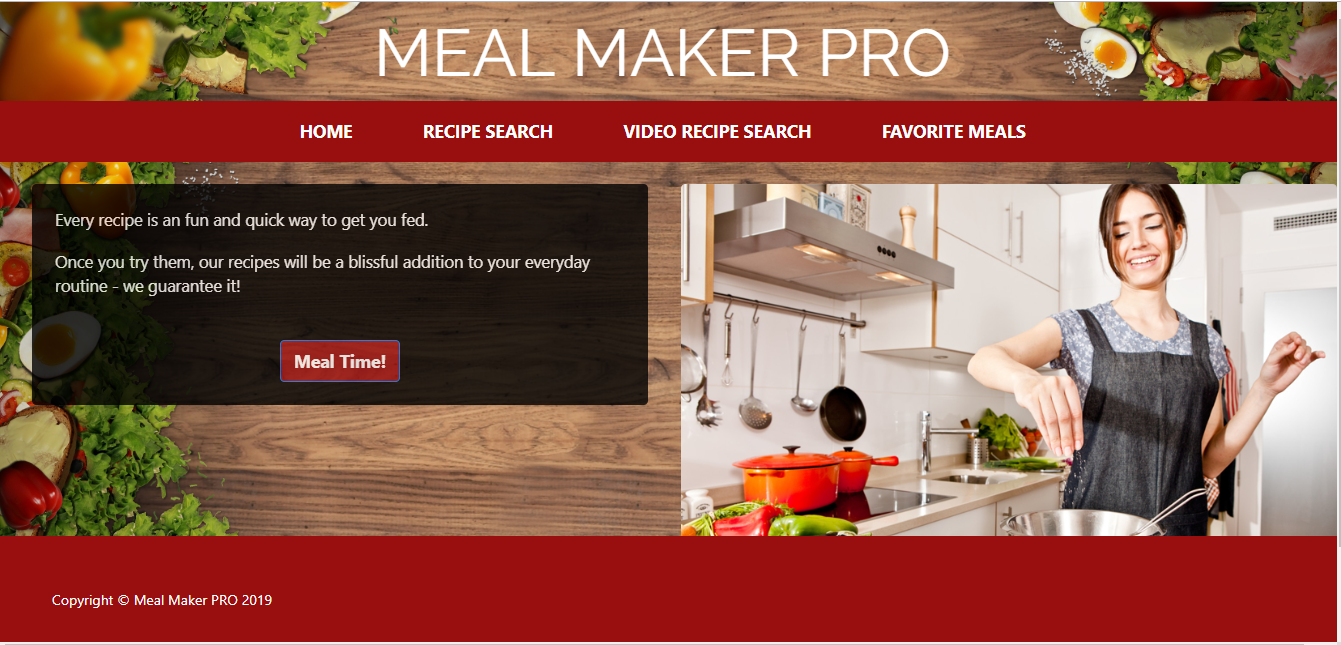 MEAL MAKER PRO
HOME RECIPE SEARCH VIDEO RECIPE SEARCH FAVORITE MEALS
Every recipe is an fun and quick way to get you fed.
Once you try them, our recipes will be a blissful addition to your everyday
routine - we guarantee it!
Meal Time!
Copyright © Meal Maker PRO 2019